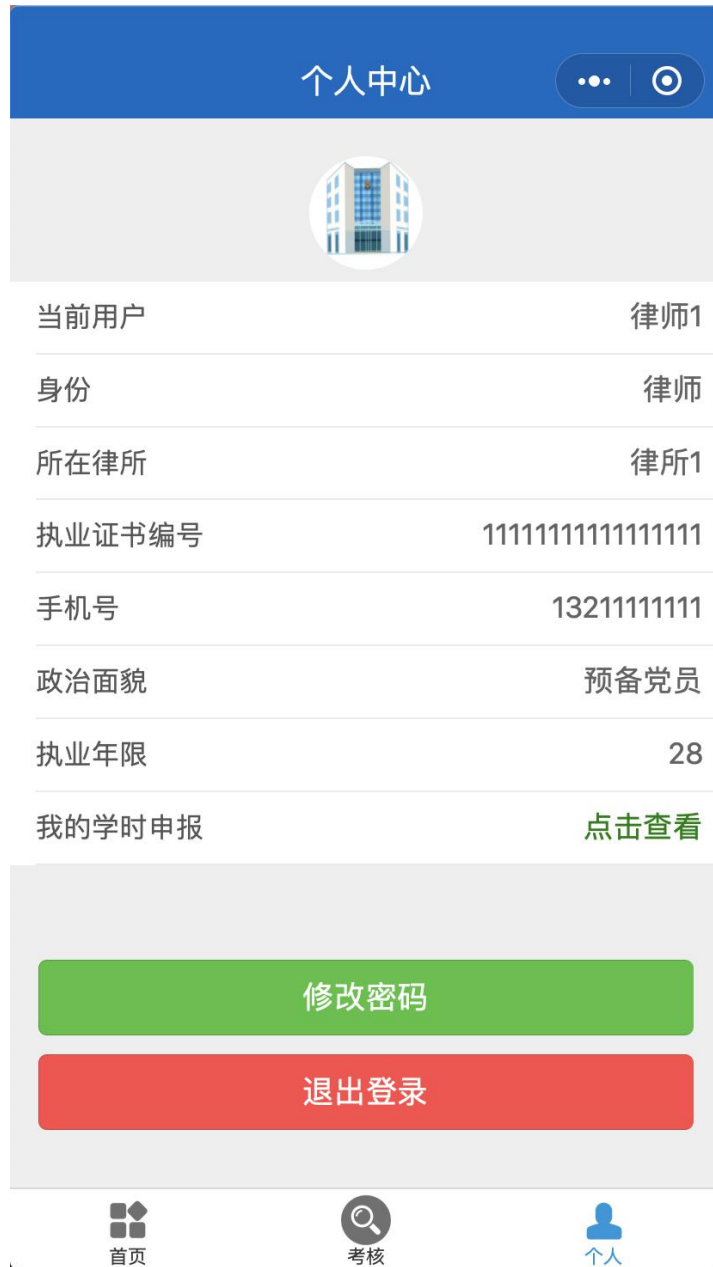 个人中心
当前用户 律师1
身份 律师
所在律所 律所1
执业证书编号 11111111111111111
手机号 13211111111
政治面貌 预备党员
执业年限 28
我的学时申报 点击查看
修改密码
退出登录
首页 考核 个人